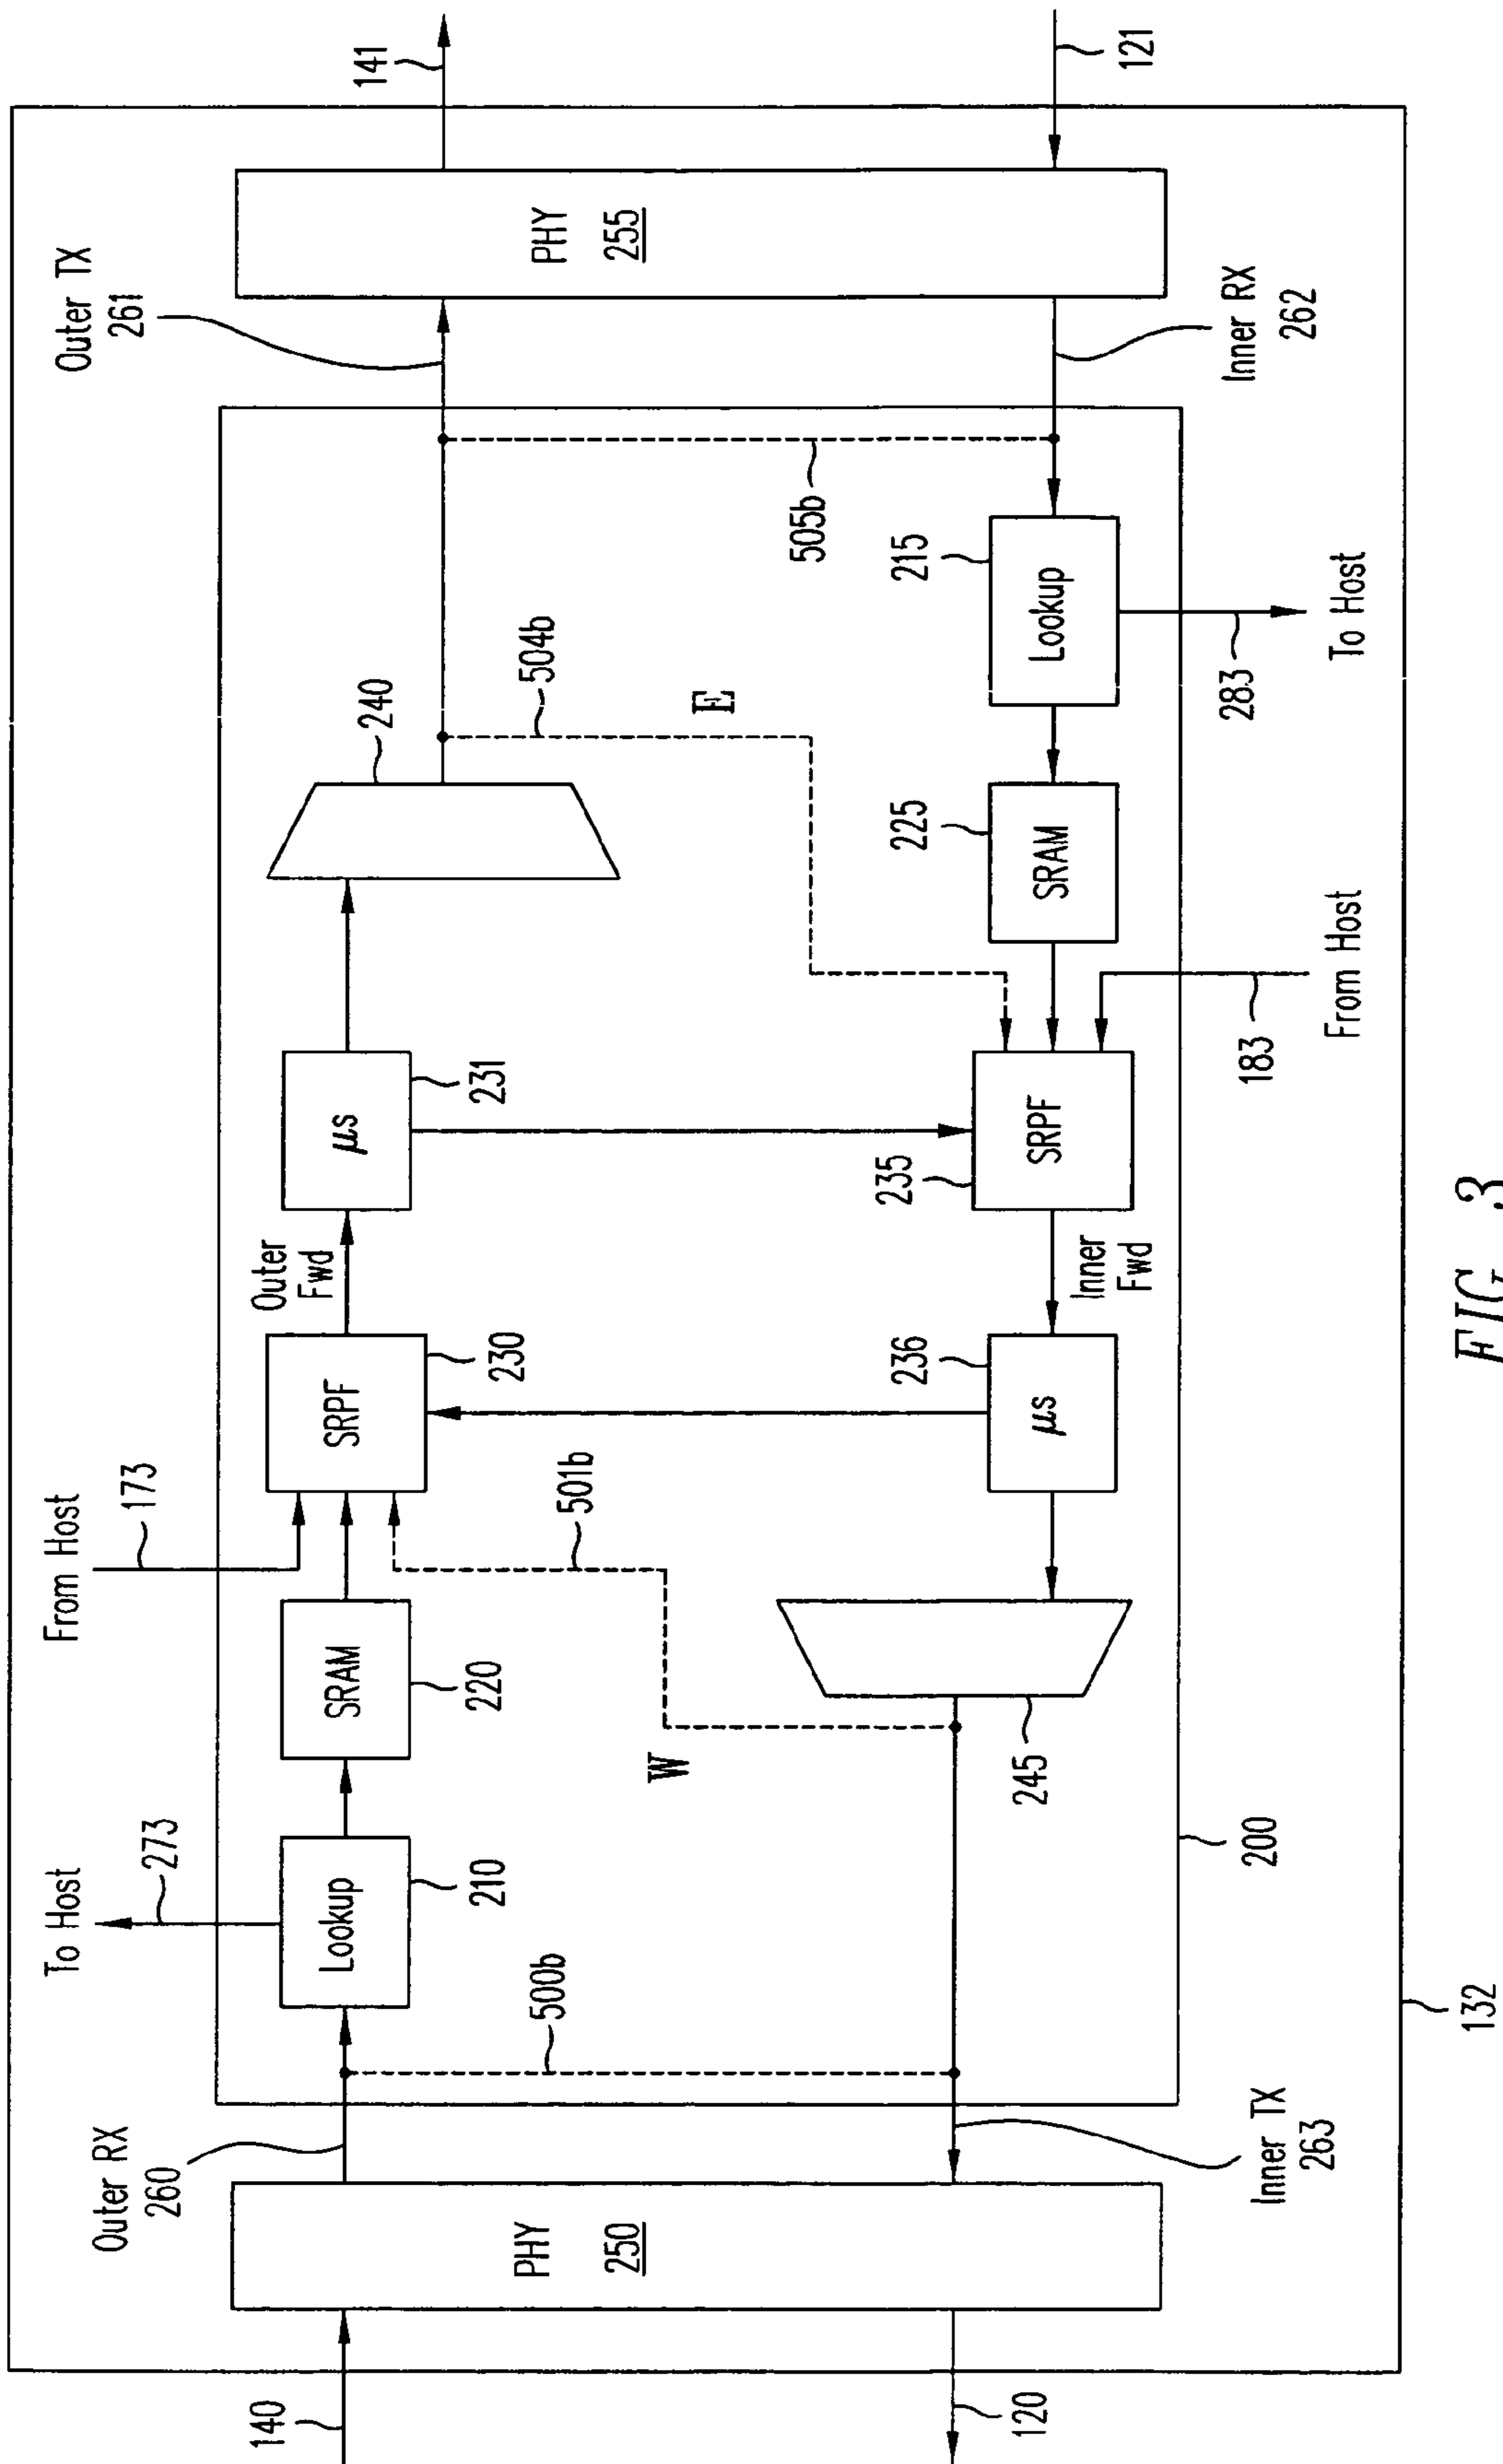 140
120
PHY
250
Outer RX
260
Inner TX
263
To Host
273
Lookup
210
500b
132
200
SRAM
220
W
245
From Host
173
501b
SRPF
230
236
μs
Outer
Fwd
Inner
Fwd
μs
231
235
SRPF
183
From Host
240
504b
E
225
SRAM
215
Lookup
283
To Host
505b
Outer TX
261
Inner RX
262
PHY
255
141
121
FIG. 3